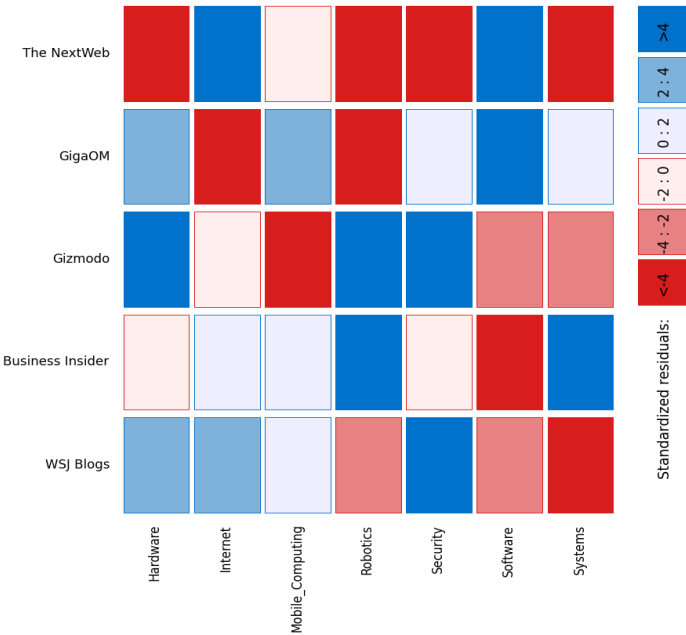 The NextWeb
GigaOM
Gizmodo
Business Insider
WSJ Blogs
Hardware
Internet
Mobile_Computing
Robotics
Security
Software
Systems
Standardized residuals:
<-4
-4 : -2
-2 : 0
0 : 2
2 : 4
>4